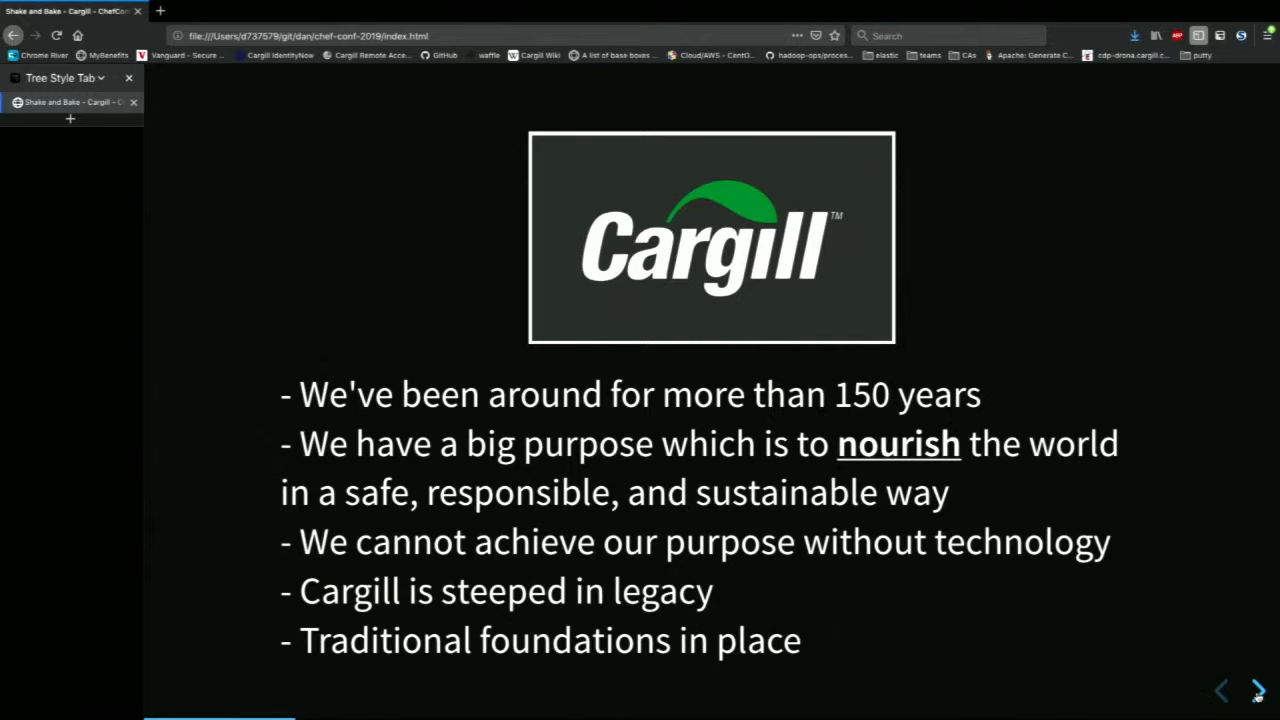 Shake and Bake - Cargill - ChefCon
file:///Users/d737579/git/dan/chef-conf-2019/index.html
Search
Chrome River
MyBenefits
Vanguard - Secure ...
Cargill IdentityNow
Cargill Remote Acce...
GitHub
waffle
Cargill Wiki
A list of base boxes ...
Cloud/AWS - CentO...
hadoop-ops/proces...
elastic
teams
CAs
Apache: Generate C...
cdp-drona.cargill.c...
putty
Tree Style Tab
Shake and Bake - Cargill - C
Cargill™
- We've been around for more than 150 years
- We have a big purpose which is to nourish the world
in a safe, responsible, and sustainable way
- We cannot achieve our purpose without technology
- Cargill is steeped in legacy
- Traditional foundations in place